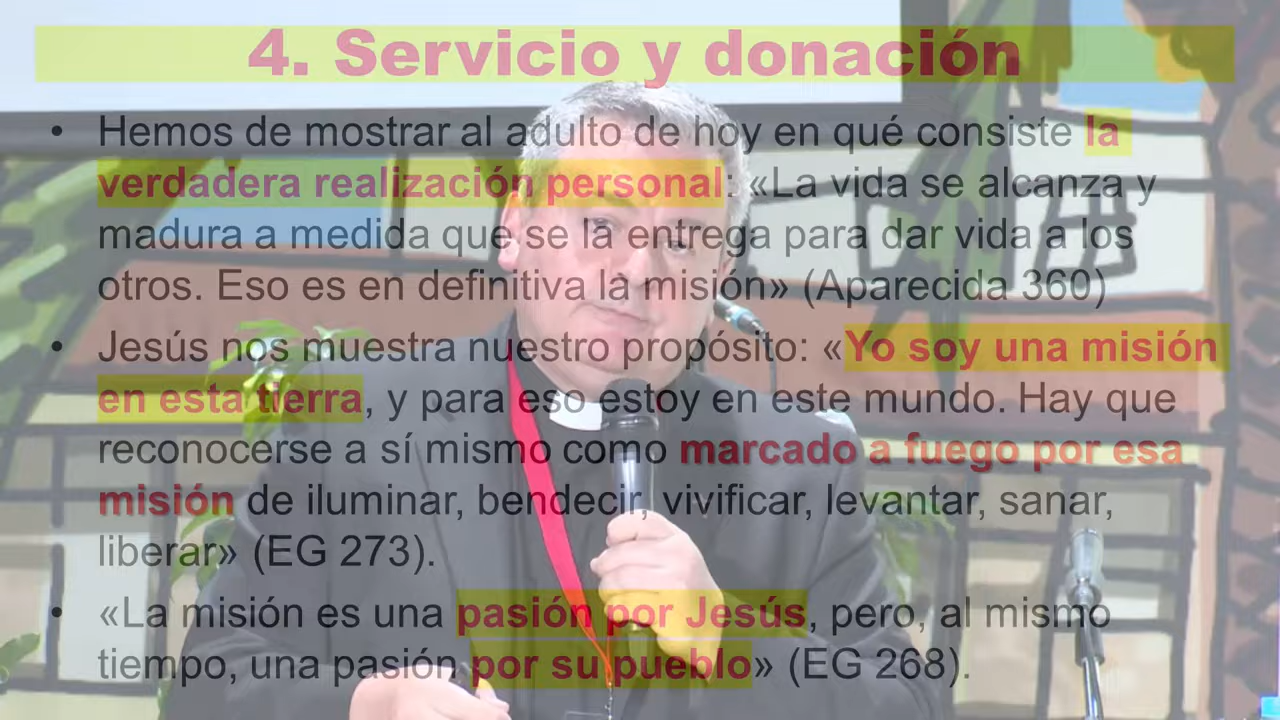 4. Servicio y donación
• Hemos de mostrar al adulto de hoy en qué consiste la
verdadera realización personal: «La vida se alcanza y
madura a medida que se la entrega para dar vida a los
otros. Eso es en definitiva la misión» (Aparecida 360)
• Jesús nos muestra nuestro propósito: «Yo soy una misión
en esta tierra, y para eso estoy en este mundo. Hay que
reconocerse a sí mismo como marcado a fuego por esa
misión de iluminar, bendecir, vivificar, levantar, sanar,
liberar» (EG 273).
• «La misión es una pasión por Jesús, pero, al mismo
tiempo, una pasión por su pueblo» (EG 268).